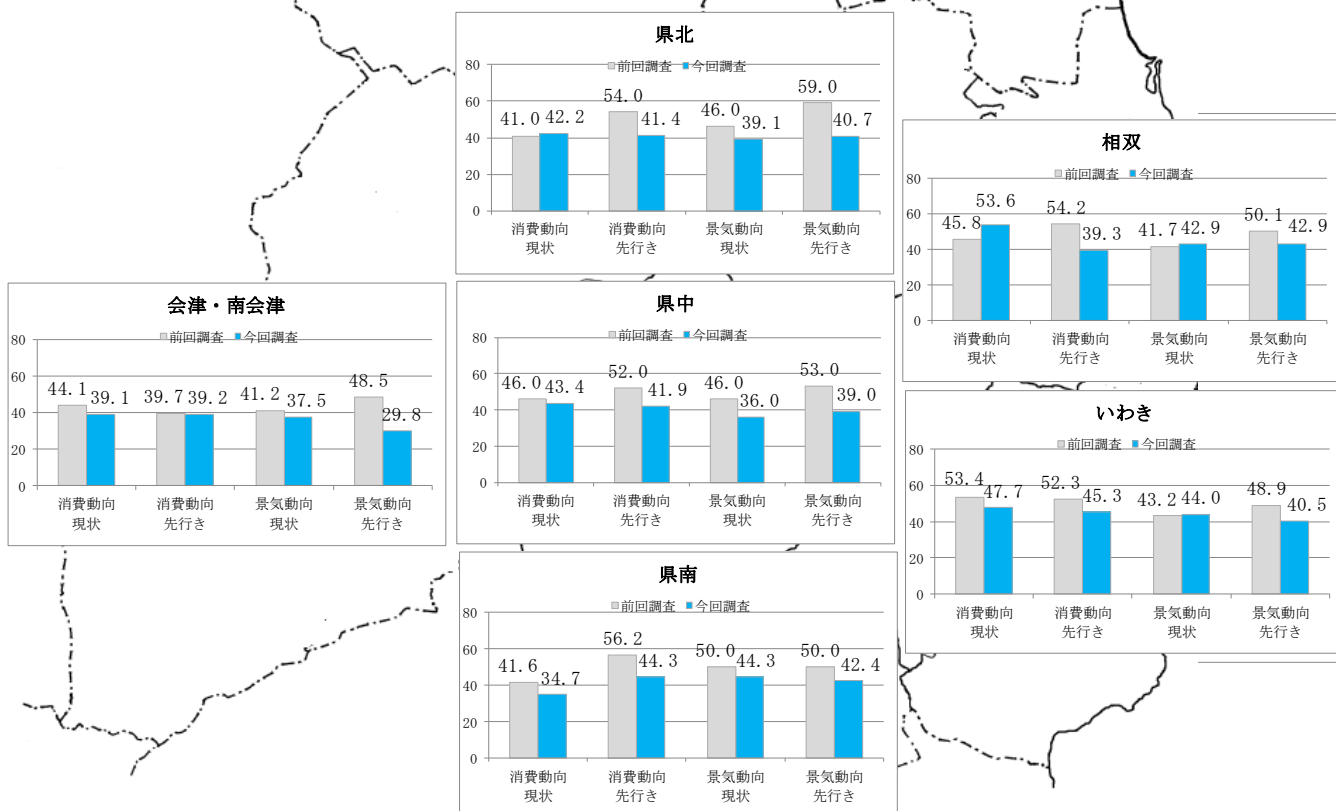 県北
前回調査 今回調査
80
60
40
20
0
41.0 42.2 54.0 41.4 46.0 39.1 59.0 40.7
消費動向 消費動向 景気動向 景気動向
現状 先行き 現状 先行き
相双
前回調査 今回調査
80
60
40
20
0
45.8 53.6 54.2 39.3 41.7 42.9 50.1 42.9
消費動向 消費動向 景気動向 景気動向
現状 先行き 現状 先行き
会津・南会津
前回調査 今回調査
80
60
40
20
0
44.1 39.1 39.7 39.2 41.2 37.5 48.5 29.8
消費動向 消費動向 景気動向 景気動向
現状 先行き 現状 先行き
県中
前回調査 今回調査
80
60
40
20
0
46.0 43.4 52.0 41.9 46.0 36.0 53.0 39.0
消費動向 消費動向 景気動向 景気動向
現状 先行き 現状 先行き
いわき
前回調査 今回調査
80
60
40
20
0
53.4 47.7 52.3 45.3 43.2 44.0 48.9 40.5
消費動向 消費動向 景気動向 景気動向
現状 先行き 現状 先行き
県南
前回調査 今回調査
80
60
40
20
0
41.6 34.7 56.2 44.3 50.0 44.3 50.0 42.4
消費動向 消費動向 景気動向 景気動向
現状 先行き 現状 先行き